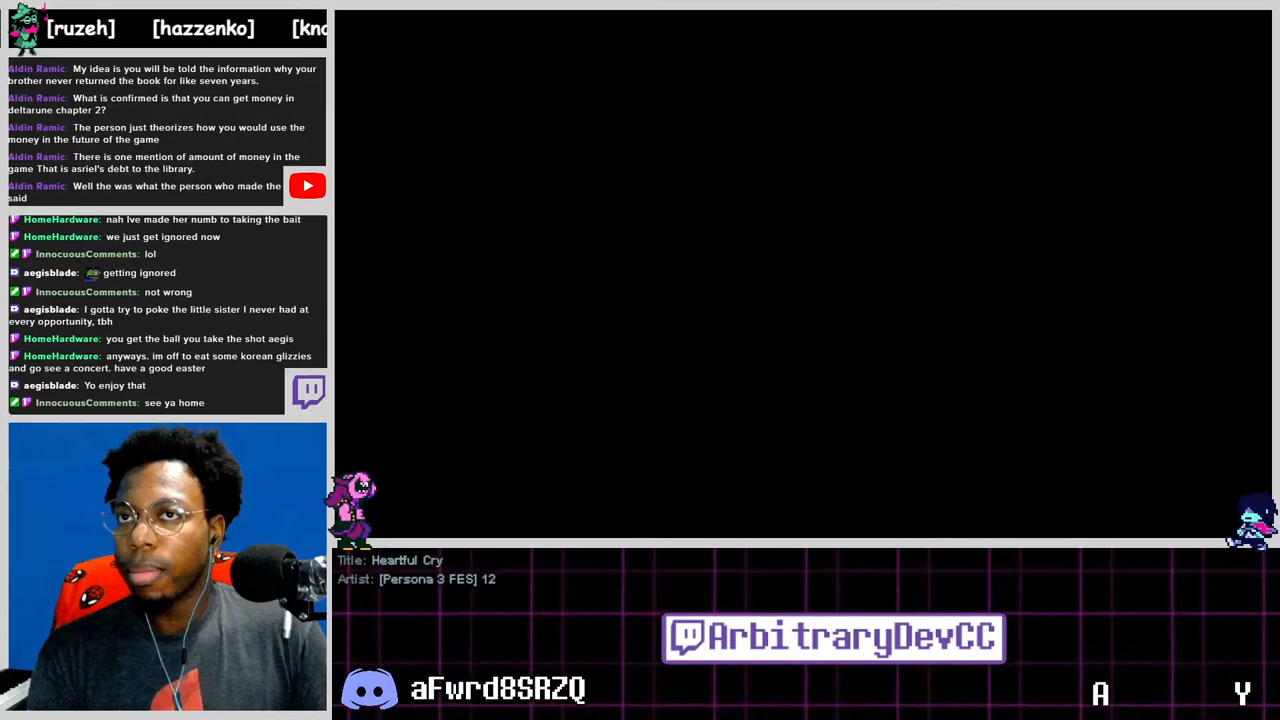 [ruzeh] [hazzenko] [kno
Aldin Ramic: My idea is you will be told the information why your
brother never returned the book for like seven years.
Aldin Ramic: What is confirmed is that you can get money in
deltarune chapter 2?
Aldin Ramic: The person just theorizes how you would use the
money in the future of the game
Aldin Ramic: There is one mention of amount of money in the
game That is asriel's debt to the library.
Aldin Ramic: Well the was what the person who made the
said
HomeHardware: nah Ive made her numb to taking the bait
HomeHardware: we just get ignored now
InnocuousComments: lol
aegisblade: getting ignored
InnocuousComments: not wrong
aegisblade: I gotta try to poke the little sister I never had at
every opportunity, tbh
HomeHardware: you get the ball you take the shot aegis
HomeHardware: anyways. im off to eat some korean glizzies
and go see a concert. have a good easter
aegisblade: Yo enjoy that
InnocuousComments: see ya home
Title: Heartful Cry
Artist: [Persona 3 FES] 12
ArbitraryDevCC
aFwrd8SRZQ
A Y